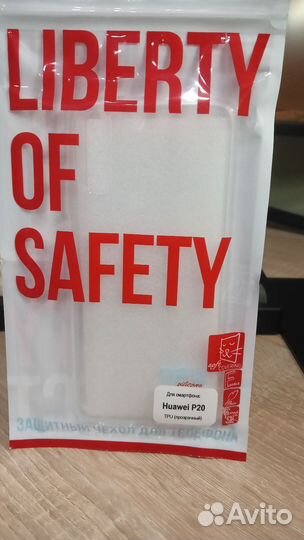 LIBERTY
OF
SAFETY
Для смартфона:
Huawei P20
TPU (прозрачный)
ЗАЩИТНЫЙ ЧЕХОЛ ДЛЯ ТЕЛЕФОНА
Avito